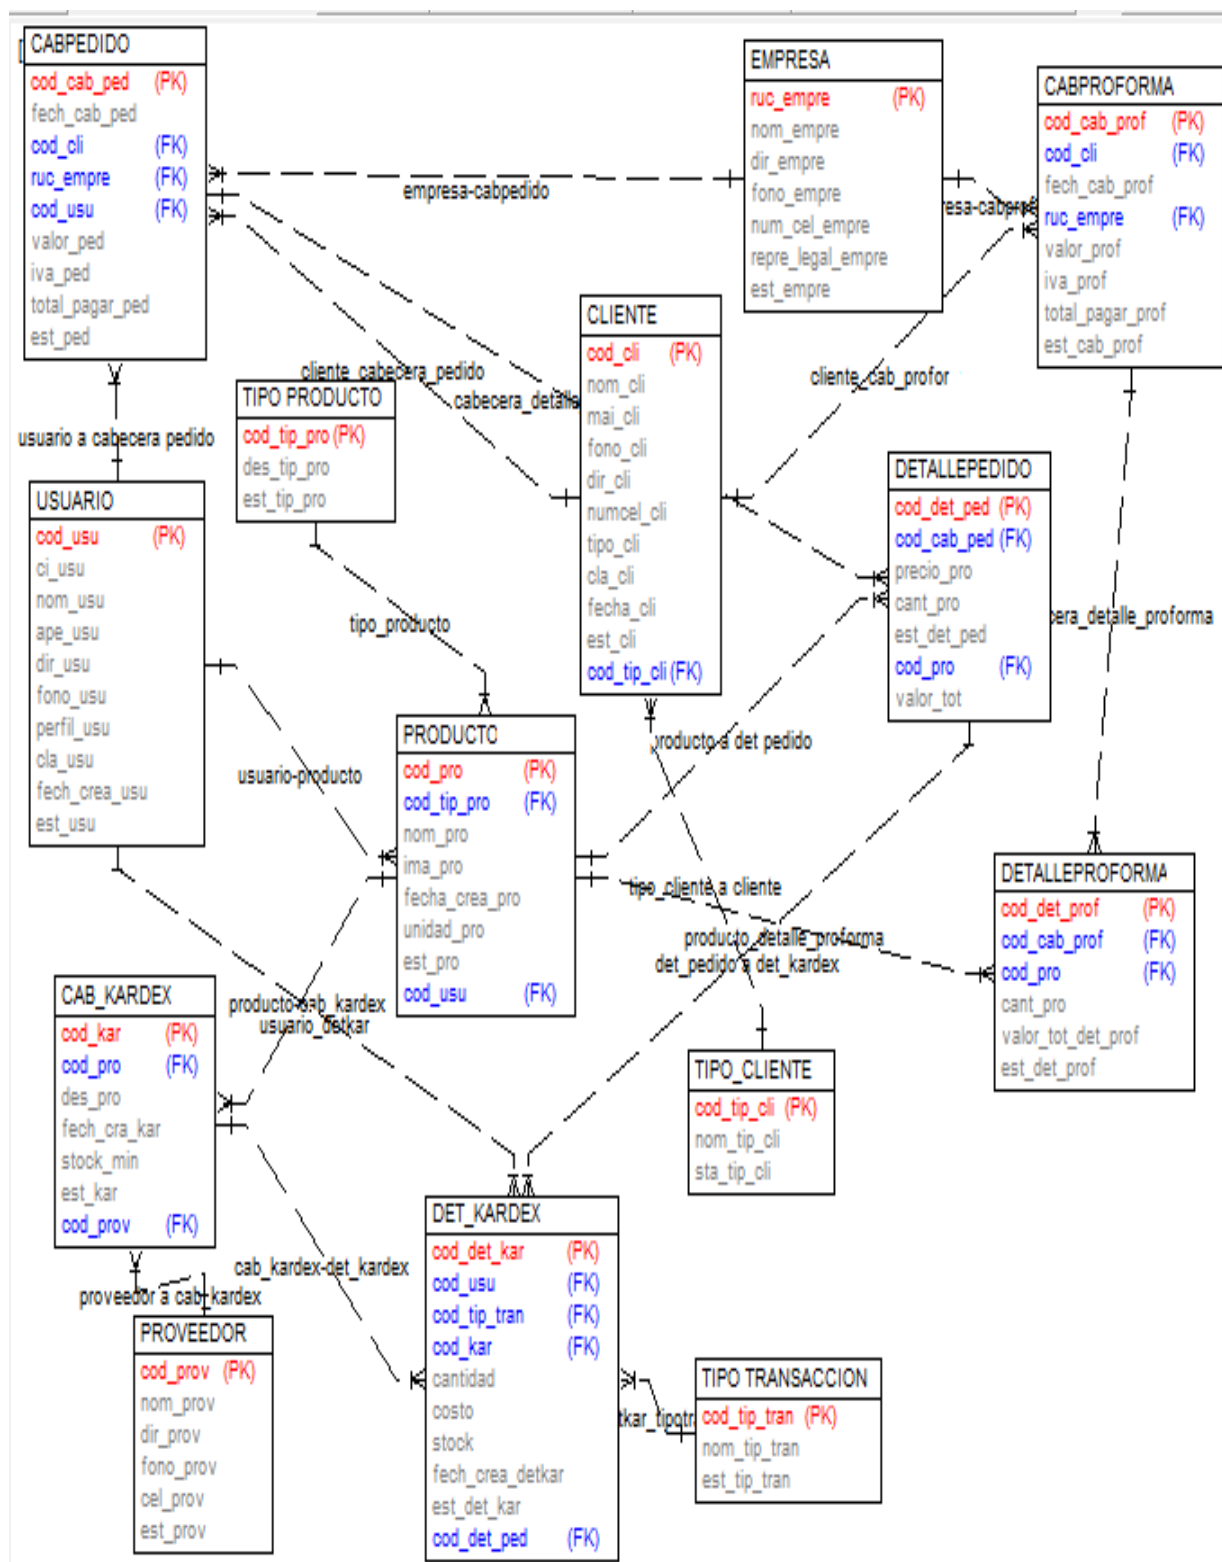 CABPEDIDO
cod_cab_ped (PK)
fech_cab_ped
cod_cli (FK)
ruc_empre (FK)
cod_usu (FK)
valor_ped
iva_ped
total_pagar_ped
est_ped
EMPRESA
ruc_empre (PK)
nom_empre
dir_empre
fono_empre
num_cel_empre
repre_legal_empre
est_empre
CABPROFORMA
cod_cab_prof (PK)
cod_cli (FK)
fech_cab_prof
ruc_empre (FK)
valor_prof
iva_prof
total_pagar_prof
est_cab_prof
empresa-cabpedido
resa-cabprof
CLIENTE
cod_cli (PK)
nom_cli
mai_cli
fono_cli
dir_cli
numcel_cli
tipo_cli
cla_cli
fecha_cli
est_cli
cod_tip_cli (FK)
cliente_cabecera_pedido
cabecera_detalle
cliente_cab_profor
TIPO PRODUCTO
cod_tip_pro (PK)
des_tip_pro
est_tip_pro
usuario a cabecera pedido
USUARIO
cod_usu (PK)
ci_usu
nom_usu
ape_usu
dir_usu
fono_usu
perfil_usu
cla_usu
fech_crea_usu
est_usu
DETALLEPEDIDO
cod_det_ped (PK)
cod_cab_ped (FK)
precio_pro
cant_pro
est_det_ped
cod_pro (FK)
valor_tot
cera_detalle_proforma
tipo_producto
PRODUCTO
cod_pro (PK)
cod_tip_pro (FK)
nom_pro
ima_pro
fecha_crea_pro
unidad_pro
est_pro
cod_usu (FK)
producto a det pedido
usuario-producto
tipo_cliente a cliente
producto_detalle_proforma
det_pedido a det_kardex
DETALLEPROFORMA
cod_det_prof (PK)
cod_cab_prof (FK)
cod_pro (FK)
cant_pro
valor_tot_det_prof
est_det_prof
CAB_KARDEX
cod_kar (PK)
cod_pro (FK)
des_pro
fech_cra_kar
stock_min
est_kar
cod_prov (FK)
producto-cab_kardex
usuario_detkar
TIPO_CLIENTE
cod_tip_cli (PK)
nom_tip_cli
sta_tip_cli
cab_kardex-det_kardex
proveedor a cab_kardex
PROVEEDOR
cod_prov (PK)
nom_prov
dir_prov
fono_prov
cel_prov
est_prov
DET_KARDEX
cod_det_kar (PK)
cod_usu (FK)
cod_tip_tran (FK)
cod_kar (FK)
cantidad
costo
stock
fech_crea_detkar
est_det_kar
cod_det_ped (FK)
tkar_tipotr
TIPO TRANSACCION
cod_tip_tran (PK)
nom_tip_tran
est_tip_tran